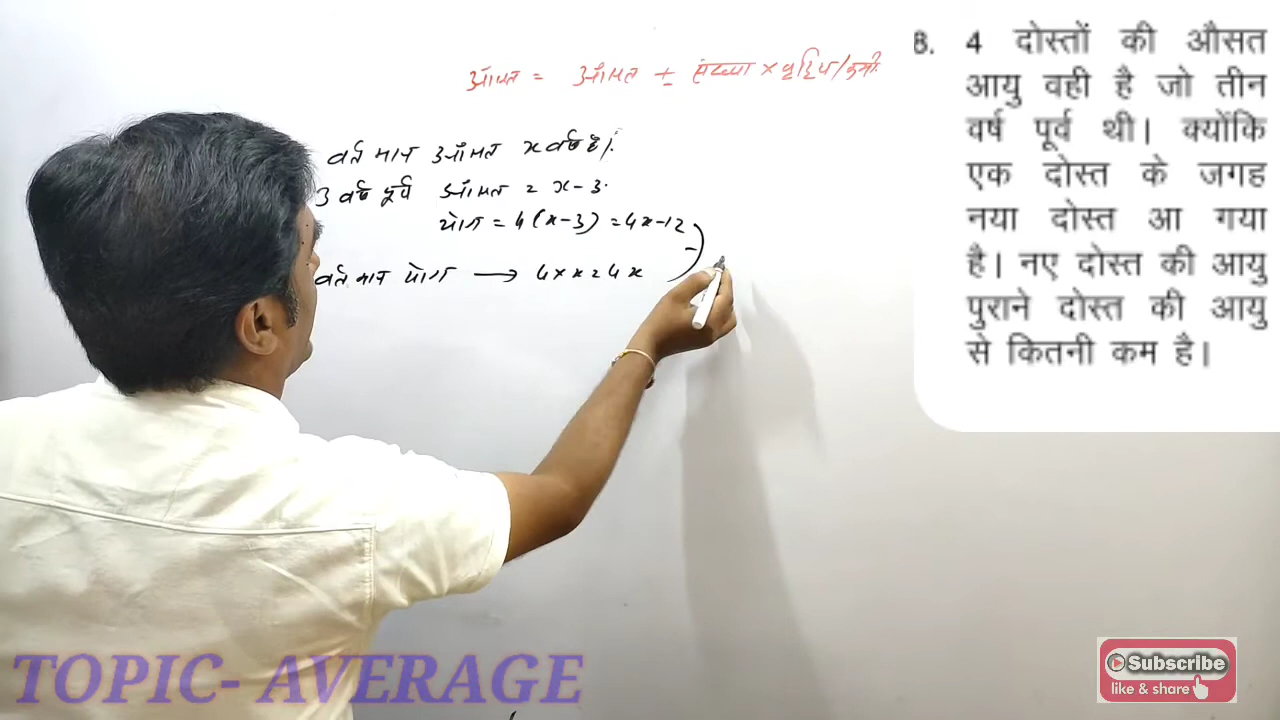 औसत = औसत ± संख्या × वृद्धि/कमी
वर्तमान औसत x वर्ष है।
3 वर्ष पूर्व औसत = x - 3.
योग = 4(x-3) = 4x-12
वर्तमान योग → 4×x=4x
8. 4 दोस्तों की औसत
आयु वही है जो तीन
वर्ष पूर्व थी। क्योंकि
एक दोस्त के जगह
नया दोस्त आ गया
है। नए दोस्त की आयु
पुराने दोस्त की आयु
से कितनी कम है।
TOPIC- AVERAGE
Subscribe
like & share